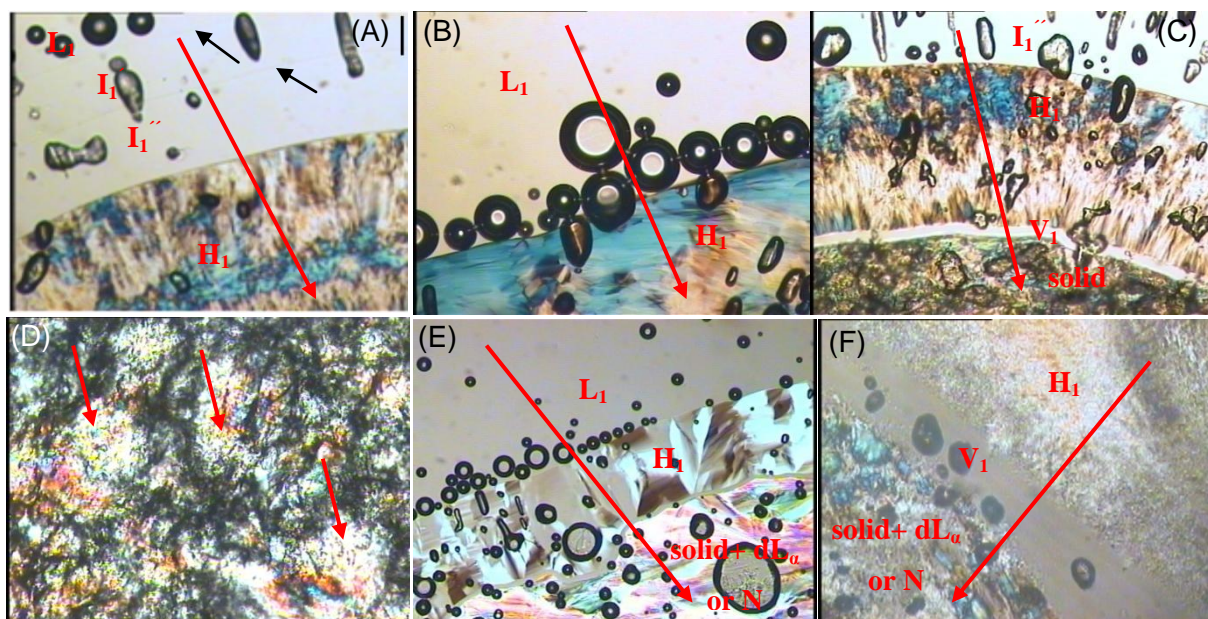 (A)
L₁
I₁
I₁´´
H₁
(B)
L₁
H₁
(C)
I₁´´
H₁
V₁
solid
(D)
(E)
L₁
H₁
solid+ dLα
or N
(F)
H₁
V₁
solid+ dLα
or N